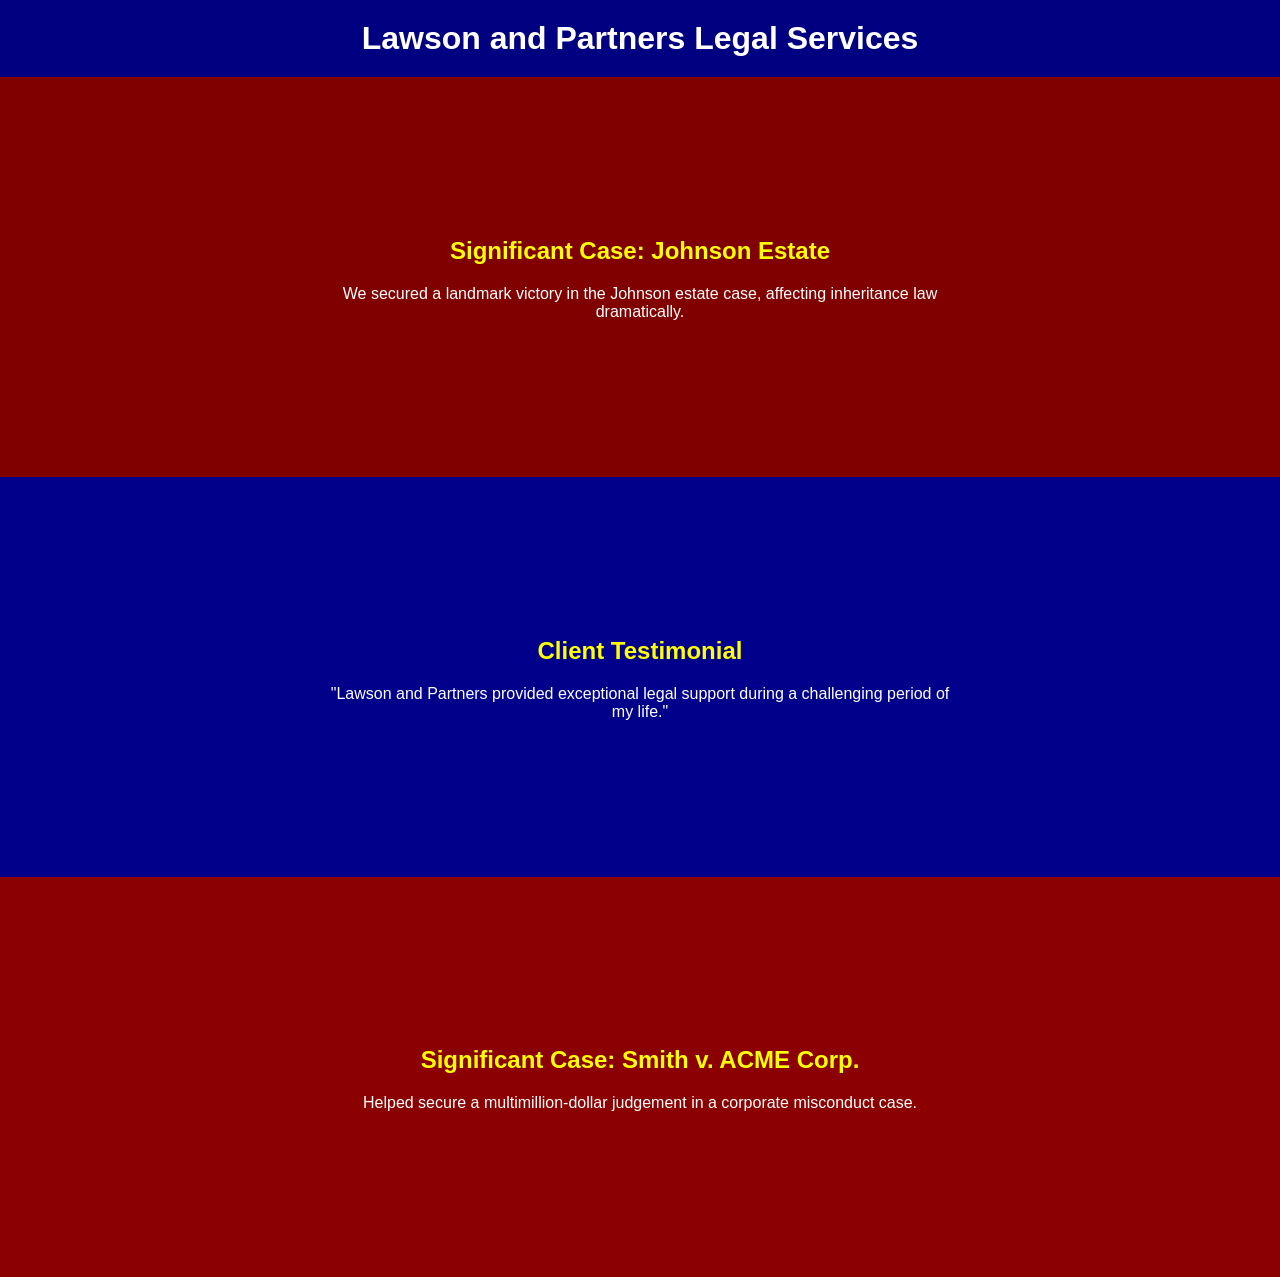 Lawson and Partners Legal Services
Significant Case: Johnson Estate
We secured a landmark victory in the Johnson estate case, affecting inheritance law
dramatically.
Client Testimonial
"Lawson and Partners provided exceptional legal support during a challenging period of
my life."
Significant Case: Smith v. ACME Corp.
Helped secure a multimillion-dollar judgement in a corporate misconduct case.